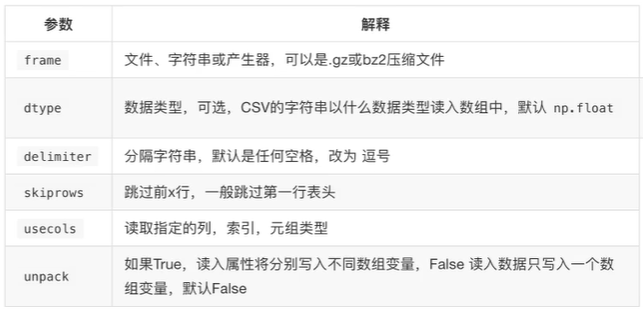 参数 解释
frame 文件、字符串或产生器，可以是.gz或bz2压缩文件
dtype 数据类型，可选，CSV的字符串以什么数据类型读入数组中，默认 np.float
delimiter 分隔字符串，默认是任何空格，改为 逗号
skiprows 跳过前x行，一般跳过第一行表头
usecols 读取指定的列，索引，元组类型
unpack 如果True，读入属性将分别写入不同数组变量，False 读入数据只写入一个数
组变量，默认False